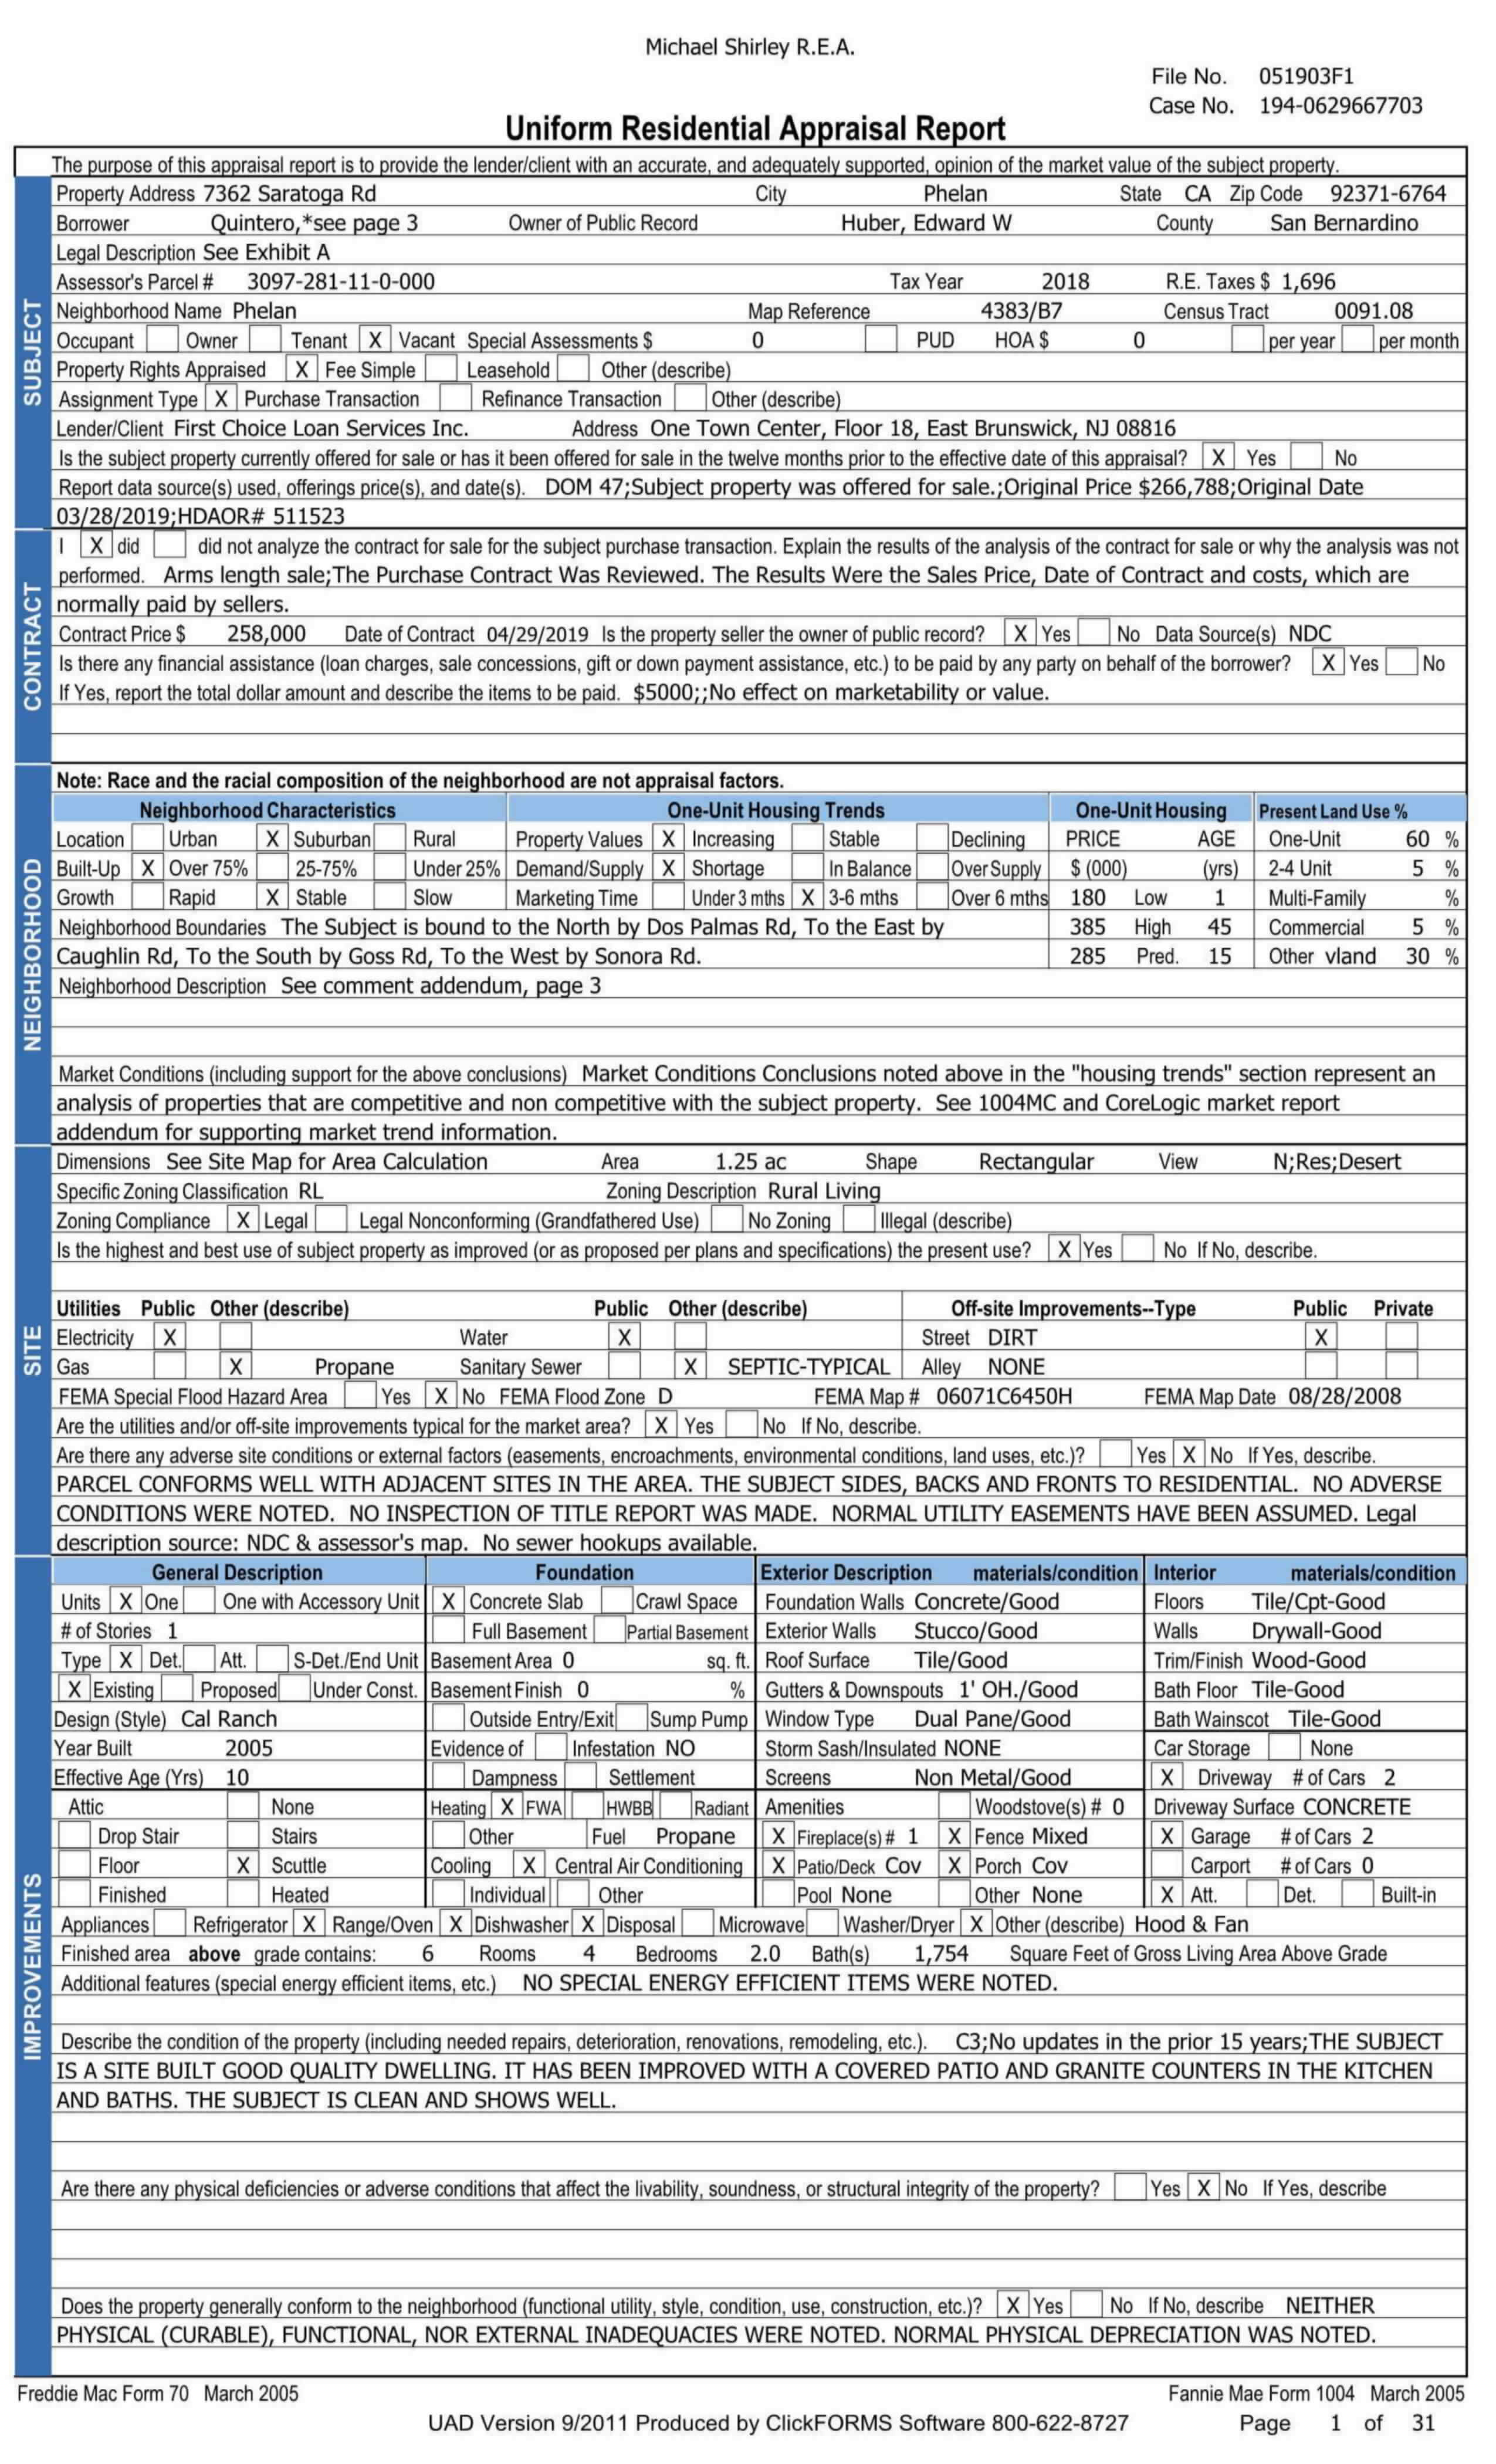 Michael Shirley R.E.A.
File No. 051903F1
Case No. 194-0629667703
Uniform Residential Appraisal Report
The purpose of this appraisal report is to provide the lender/client with an accurate, and adequately supported, opinion of the market value of the subject property.
SUBJECT
Property Address 7362 Saratoga Rd City Phelan State CA Zip Code 92371-6764
Borrower Quintero,*see page 3 Owner of Public Record Huber, Edward W County San Bernardino
Legal Description See Exhibit A
Assessor's Parcel # 3097-281-11-0-000 Tax Year 2018 R.E. Taxes $ 1,696
Neighborhood Name Phelan Map Reference 4383/B7 Census Tract 0091.08
Occupant Owner Tenant X Vacant Special Assessments $ 0 PUD HOA $ 0 per year per month
Property Rights Appraised X Fee Simple Leasehold Other (describe)
Assignment Type X Purchase Transaction Refinance Transaction Other (describe)
Lender/Client First Choice Loan Services Inc. Address One Town Center, Floor 18, East Brunswick, NJ 08816
Is the subject property currently offered for sale or has it been offered for sale in the twelve months prior to the effective date of this appraisal? X Yes No
Report data source(s) used, offerings price(s), and date(s). DOM 47;Subject property was offered for sale.;Original Price $266,788;Original Date
03/28/2019;HDAOR# 511523
CONTRACT
I X did did not analyze the contract for sale for the subject purchase transaction. Explain the results of the analysis of the contract for sale or why the analysis was not
performed. Arms length sale;The Purchase Contract Was Reviewed. The Results Were the Sales Price, Date of Contract and costs, which are
normally paid by sellers.
Contract Price $ 258,000 Date of Contract 04/29/2019 Is the property seller the owner of public record? X Yes No Data Source(s) NDC
Is there any financial assistance (loan charges, sale concessions, gift or down payment assistance, etc.) to be paid by any party on behalf of the borrower? X Yes No
If Yes, report the total dollar amount and describe the items to be paid. $5000;;No effect on marketability or value.
NEIGHBORHOOD
Note: Race and the racial composition of the neighborhood are not appraisal factors.
Neighborhood Characteristics One-Unit Housing Trends One-Unit Housing Present Land Use %
Location Urban X Suburban Rural Property Values X Increasing Stable Declining PRICE AGE One-Unit 60 %
Built-Up X Over 75% 25-75% Under 25% Demand/Supply X Shortage In Balance Over Supply $ (000) (yrs) 2-4 Unit 5 %
Growth Rapid X Stable Slow Marketing Time Under 3 mths X 3-6 mths Over 6 mths 180 Low 1 Multi-Family %
Neighborhood Boundaries The Subject is bound to the North by Dos Palmas Rd, To the East by 385 High 45 Commercial 5 %
Caughlin Rd, To the South by Goss Rd, To the West by Sonora Rd. 285 Pred. 15 Other vland 30 %
Neighborhood Description See comment addendum, page 3
Market Conditions (including support for the above conclusions) Market Conditions Conclusions noted above in the "housing trends" section represent an
analysis of properties that are competitive and non competitive with the subject property. See 1004MC and CoreLogic market report
addendum for supporting market trend information.
SITE
Dimensions See Site Map for Area Calculation Area 1.25 ac Shape Rectangular View N;Res;Desert
Specific Zoning Classification RL Zoning Description Rural Living
Zoning Compliance X Legal Legal Nonconforming (Grandfathered Use) No Zoning Illegal (describe)
Is the highest and best use of subject property as improved (or as proposed per plans and specifications) the present use? X Yes No If No, describe.
Utilities Public Other (describe) Public Other (describe) Off-site Improvements--Type Public Private
Electricity X Water X Street DIRT X
Gas X Propane Sanitary Sewer X SEPTIC-TYPICAL Alley NONE
FEMA Special Flood Hazard Area Yes X No FEMA Flood Zone D FEMA Map # 06071C6450H FEMA Map Date 08/28/2008
Are the utilities and/or off-site improvements typical for the market area? X Yes No If No, describe.
Are there any adverse site conditions or external factors (easements, encroachments, environmental conditions, land uses, etc.)? Yes X No If Yes, describe.
PARCEL CONFORMS WELL WITH ADJACENT SITES IN THE AREA. THE SUBJECT SIDES, BACKS AND FRONTS TO RESIDENTIAL. NO ADVERSE
CONDITIONS WERE NOTED. NO INSPECTION OF TITLE REPORT WAS MADE. NORMAL UTILITY EASEMENTS HAVE BEEN ASSUMED. Legal
description source: NDC & assessor's map. No sewer hookups available.
IMPROVEMENTS
General Description Foundation Exterior Description materials/condition Interior materials/condition
Units X One One with Accessory Unit X Concrete Slab Crawl Space Foundation Walls Concrete/Good Floors Tile/Cpt-Good
# of Stories 1 Full Basement Partial Basement Exterior Walls Stucco/Good Walls Drywall-Good
Type X Det. Att. S-Det./End Unit Basement Area 0 sq. ft. Roof Surface Tile/Good Trim/Finish Wood-Good
X Existing Proposed Under Const. Basement Finish 0 % Gutters & Downspouts 1' OH./Good Bath Floor Tile-Good
Design (Style) Cal Ranch Outside Entry/Exit Sump Pump Window Type Dual Pane/Good Bath Wainscot Tile-Good
Year Built 2005 Evidence of Infestation NO Storm Sash/Insulated NONE Car Storage None
Effective Age (Yrs) 10 Dampness Settlement Screens Non Metal/Good X Driveway # of Cars 2
Attic None Heating X FWA HWBB Radiant Amenities Woodstove(s) # 0 Driveway Surface CONCRETE
Drop Stair Stairs Other Fuel Propane X Fireplace(s) # 1 X Fence Mixed X Garage # of Cars 2
Floor X Scuttle Cooling X Central Air Conditioning X Patio/Deck Cov X Porch Cov Carport # of Cars 0
Finished Heated Individual Other Pool None Other None X Att. Det. Built-in
Appliances Refrigerator X Range/Oven X Dishwasher X Disposal Microwave Washer/Dryer X Other (describe) Hood & Fan
Finished area above grade contains: 6 Rooms 4 Bedrooms 2.0 Bath(s) 1,754 Square Feet of Gross Living Area Above Grade
Additional features (special energy efficient items, etc.) NO SPECIAL ENERGY EFFICIENT ITEMS WERE NOTED.
Describe the condition of the property (including needed repairs, deterioration, renovations, remodeling, etc.). C3;No updates in the prior 15 years;THE SUBJECT
IS A SITE BUILT GOOD QUALITY DWELLING. IT HAS BEEN IMPROVED WITH A COVERED PATIO AND GRANITE COUNTERS IN THE KITCHEN
AND BATHS. THE SUBJECT IS CLEAN AND SHOWS WELL.
Are there any physical deficiencies or adverse conditions that affect the livability, soundness, or structural integrity of the property? Yes X No If Yes, describe
Does the property generally conform to the neighborhood (functional utility, style, condition, use, construction, etc.)? X Yes No If No, describe NEITHER
PHYSICAL (CURABLE), FUNCTIONAL, NOR EXTERNAL INADEQUACIES WERE NOTED. NORMAL PHYSICAL DEPRECIATION WAS NOTED.
Freddie Mac Form 70 March 2005 Fannie Mae Form 1004 March 2005
UAD Version 9/2011 Produced by ClickFORMS Software 800-622-8727 Page 1 of 31